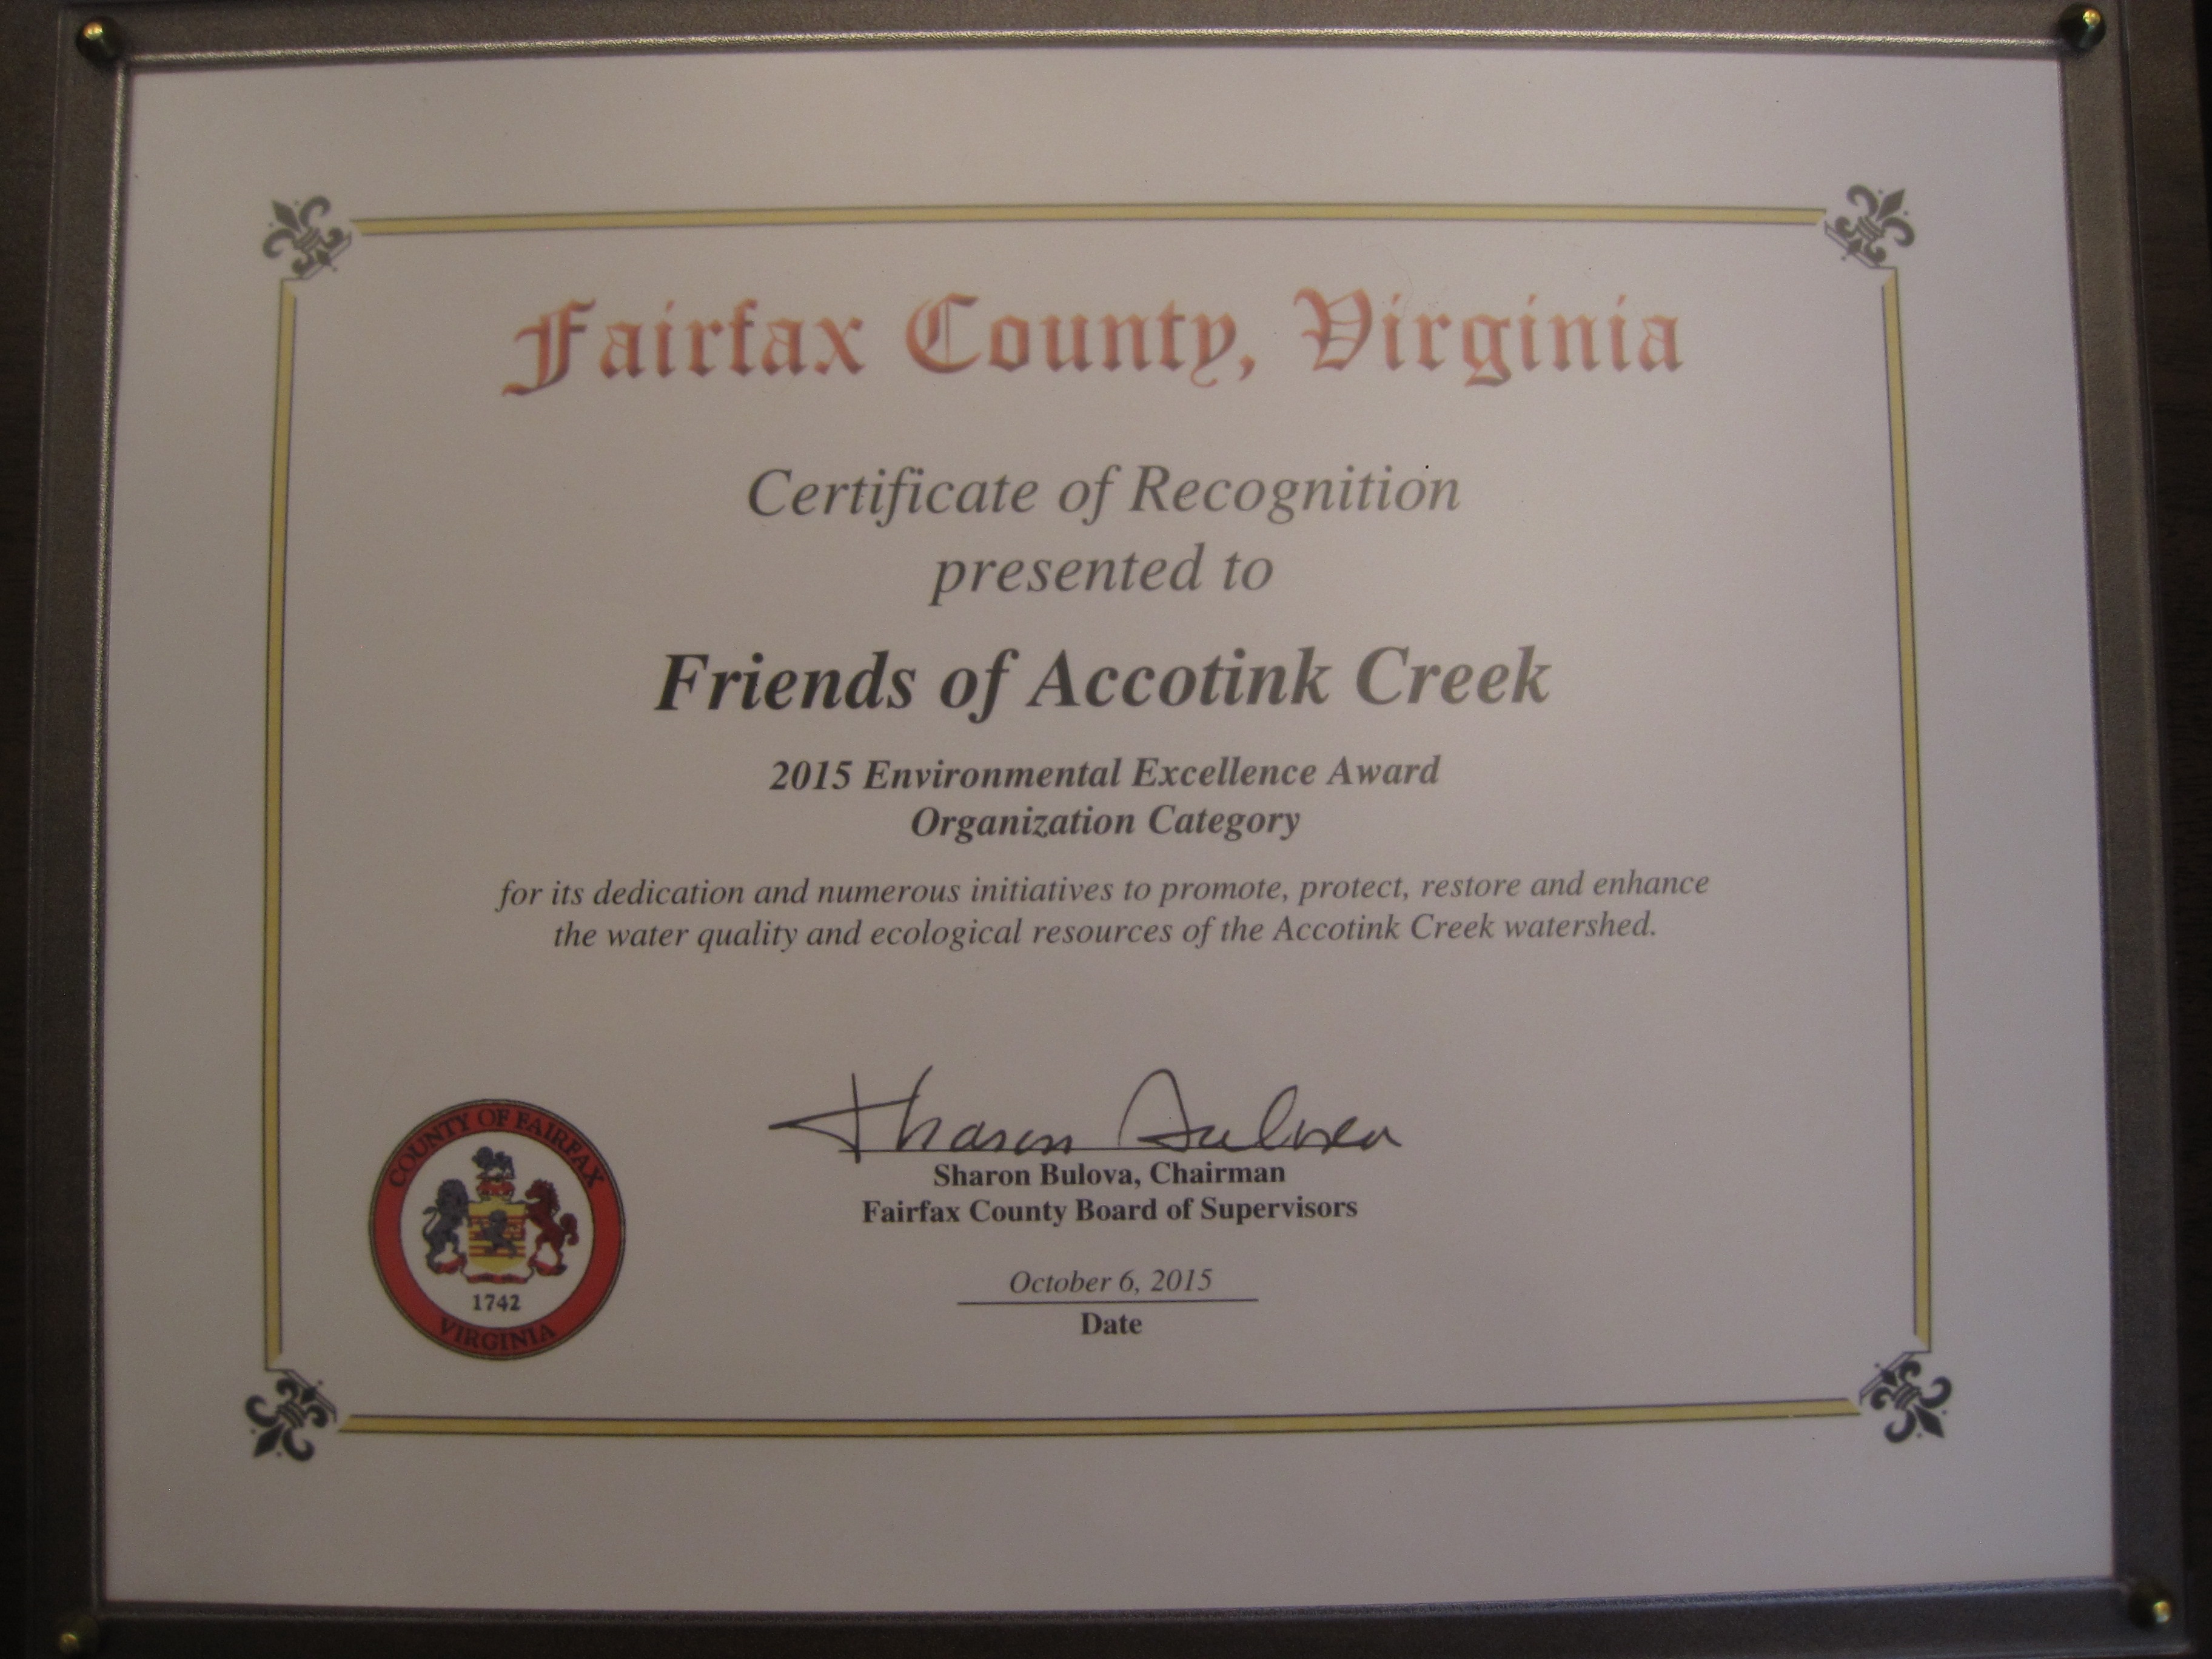 Fairfax County, Virginia
Certificate of Recognition
presented to
Friends of Accotink Creek
2015 Environmental Excellence Award
Organization Category
for its dedication and numerous initiatives to promote, protect, restore and enhance
the water quality and ecological resources of the Accotink Creek watershed.
Sharon Bulova
Sharon Bulova, Chairman
Fairfax County Board of Supervisors
October 6, 2015
Date
COUNTY OF FAIRFAX
1742
VIRGINIA